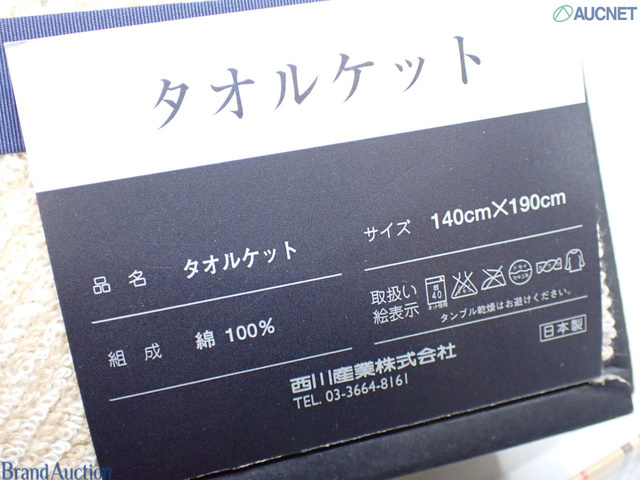 AUCNET
タオルケット
品名 タオルケット
サイズ 140cm×190cm
組成 綿 100%
取扱い
絵表示
40
タンブル乾燥はお避けください。
日本製
西川産業株式会社
TEL. 03-3664-8161
Brand Auction